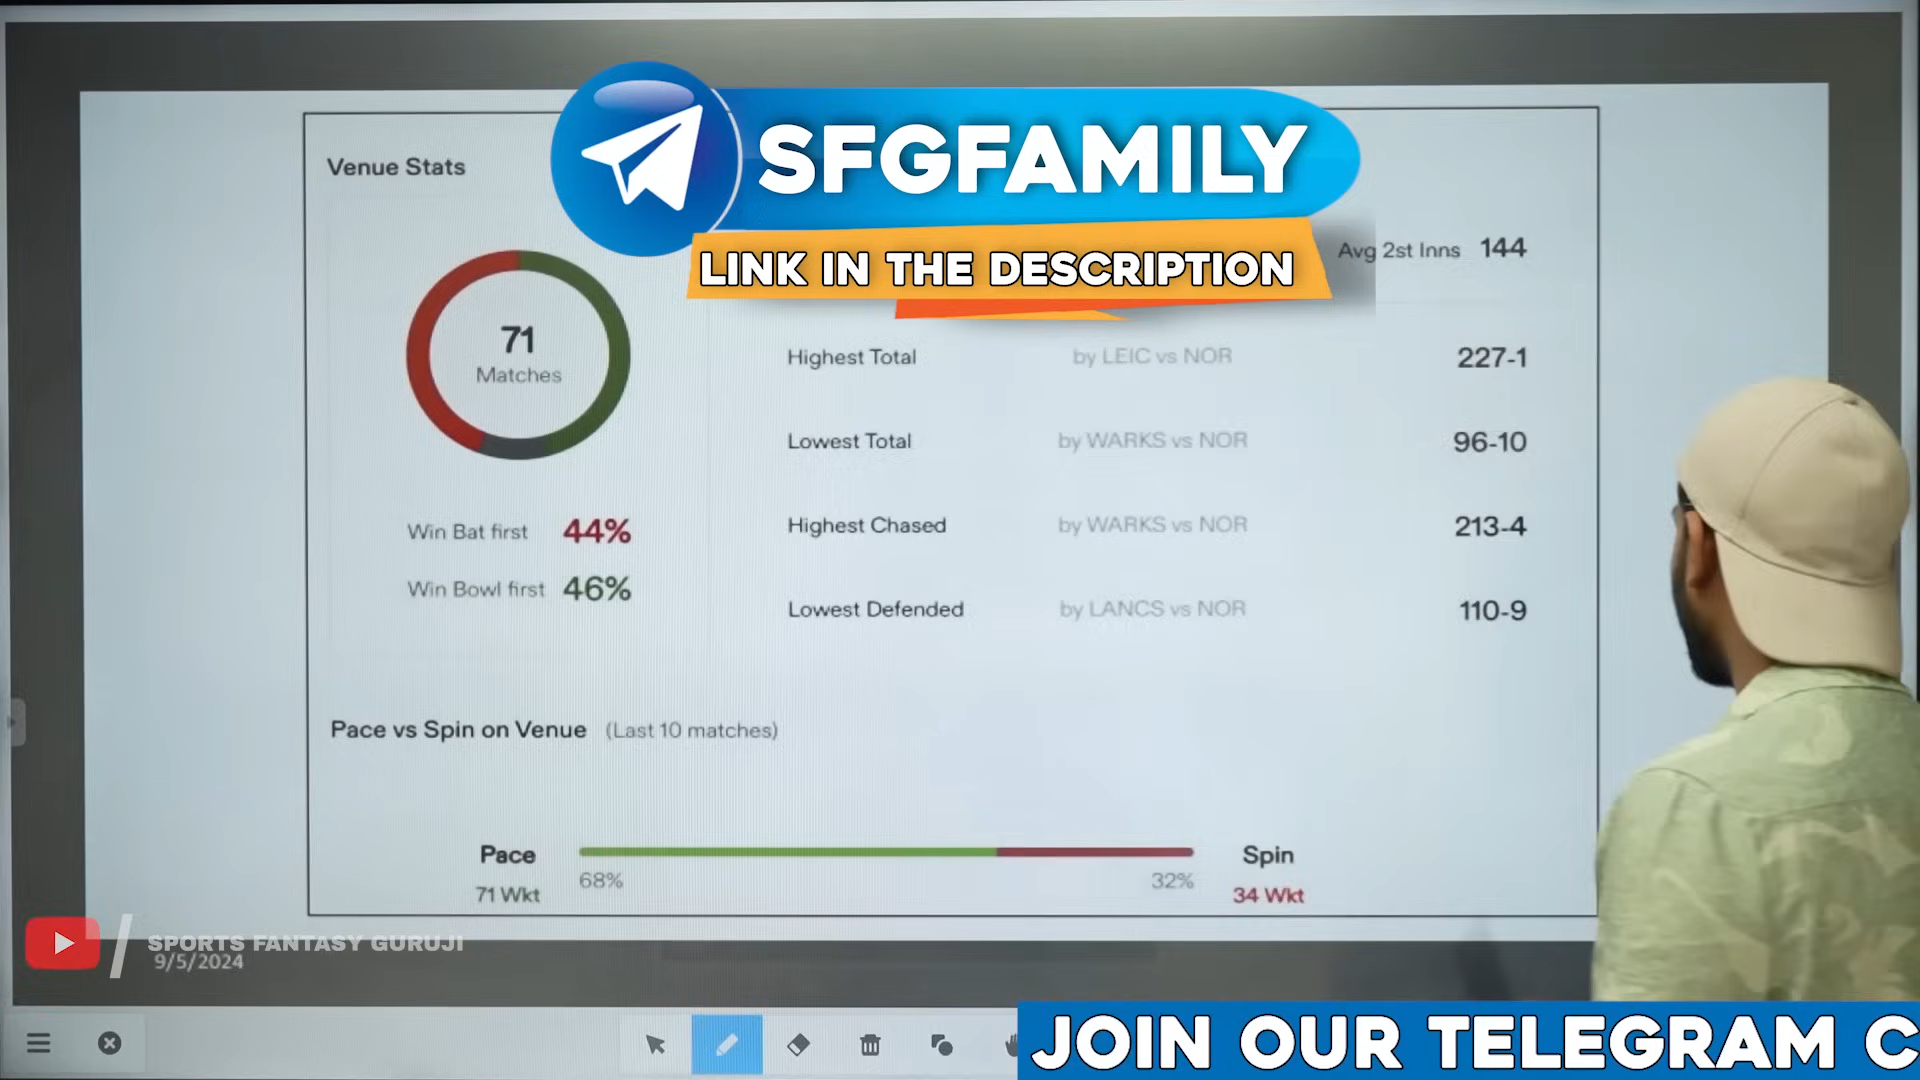 SFGFAMILY
LINK IN THE DESCRIPTION
Venue Stats
Avg 2st Inns 144
71
Matches
Win Bat first 44%
Win Bowl first 46%
Highest Total by LEIC vs NOR 227-1
Lowest Total by WARKS vs NOR 96-10
Highest Chased by WARKS vs NOR 213-4
Lowest Defended by LANCS vs NOR 110-9
Pace vs Spin on Venue (Last 10 matches)
Pace Spin
68% 32%
71 Wkt 34 Wkt
SPORTS FANTASY GURUJI
9/5/2024
JOIN OUR TELEGRAM C